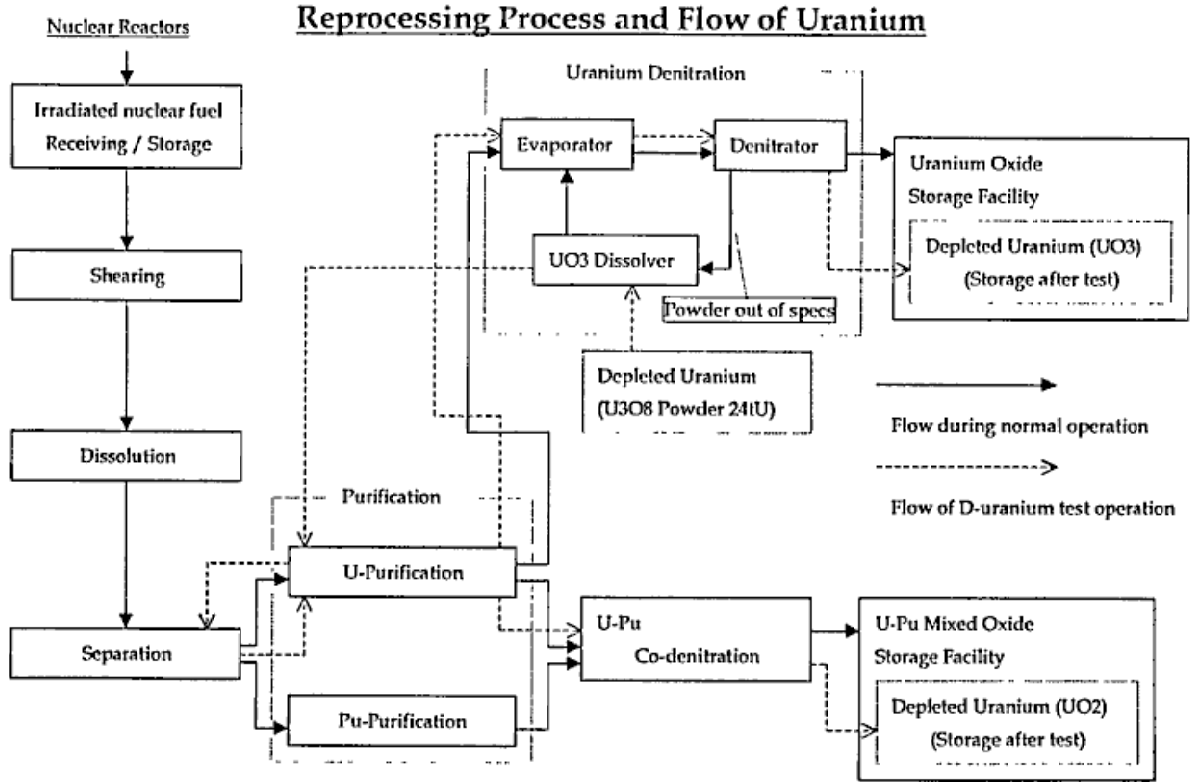 Reprocessing Process and Flow of Uranium
Nuclear Reactors
Irradiated nuclear fuel
Receiving / Storage
Shearing
Dissolution
Separation
Purification
U-Purification
Pu-Purification
Uranium Denitration
Evaporator
Denitrator
UO3 Dissolver
Powder out of specs
Depleted Uranium
(U3O8 Powder 24tU)
Uranium Oxide
Storage Facility
Depleted Uranium (UO3)
(Storage after test)
Flow during normal operation
Flow of D-uranium test operation
U-Pu
Co-denitration
U-Pu Mixed Oxide
Storage Facility
Depleted Uranium (UO2)
(Storage after test)